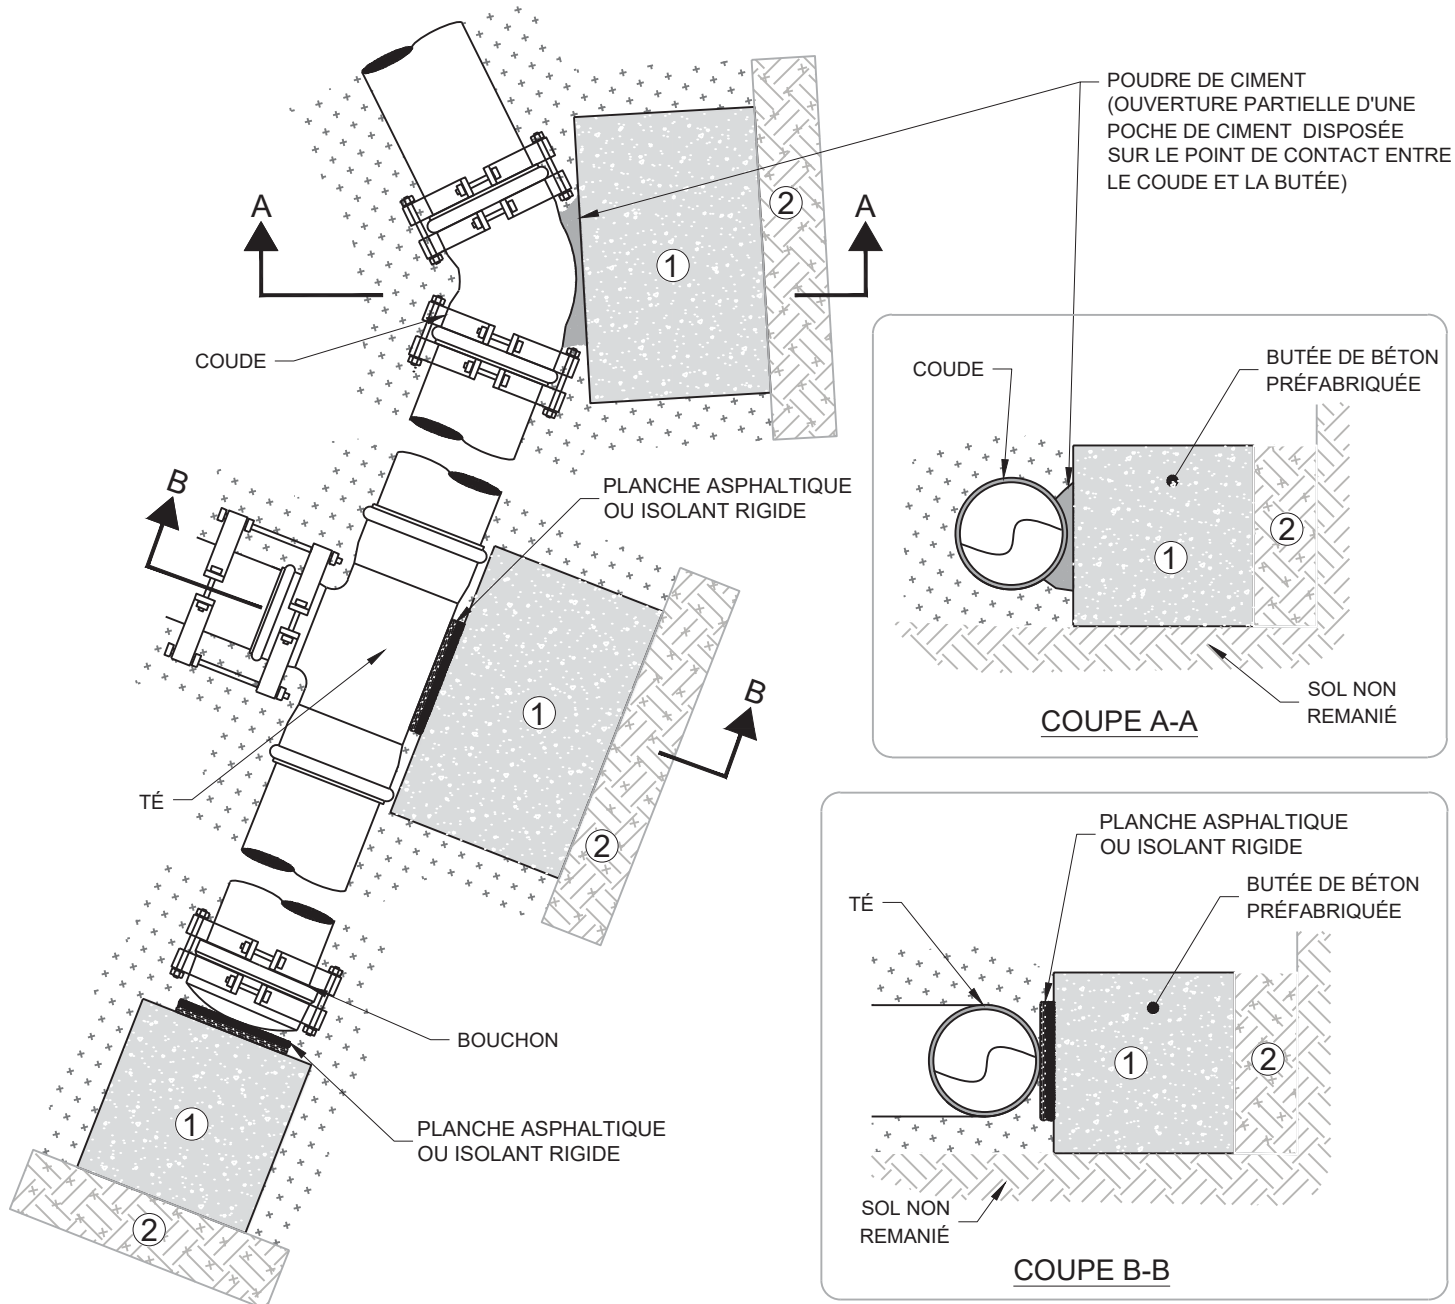 POUDRE DE CIMENT
(OUVERTURE PARTIELLE D'UNE
POCHE DE CIMENT DISPOSÉE
SUR LE POINT DE CONTACT ENTRE
LE COUDE ET LA BUTÉE)
A
A
2
1
COUDE
COUDE
BUTÉE DE BÉTON
PRÉFABRIQUÉE
1
2
SOL NON
REMANIÉ
COUPE A-A
B
PLANCHE ASPHALTIQUE
OU ISOLANT RIGIDE
1
B
TÉ
2
PLANCHE ASPHALTIQUE
OU ISOLANT RIGIDE
TÉ
BUTÉE DE BÉTON
PRÉFABRIQUÉE
1
2
SOL NON
REMANIÉ
COUPE B-B
BOUCHON
1
PLANCHE ASPHALTIQUE
OU ISOLANT RIGIDE
2